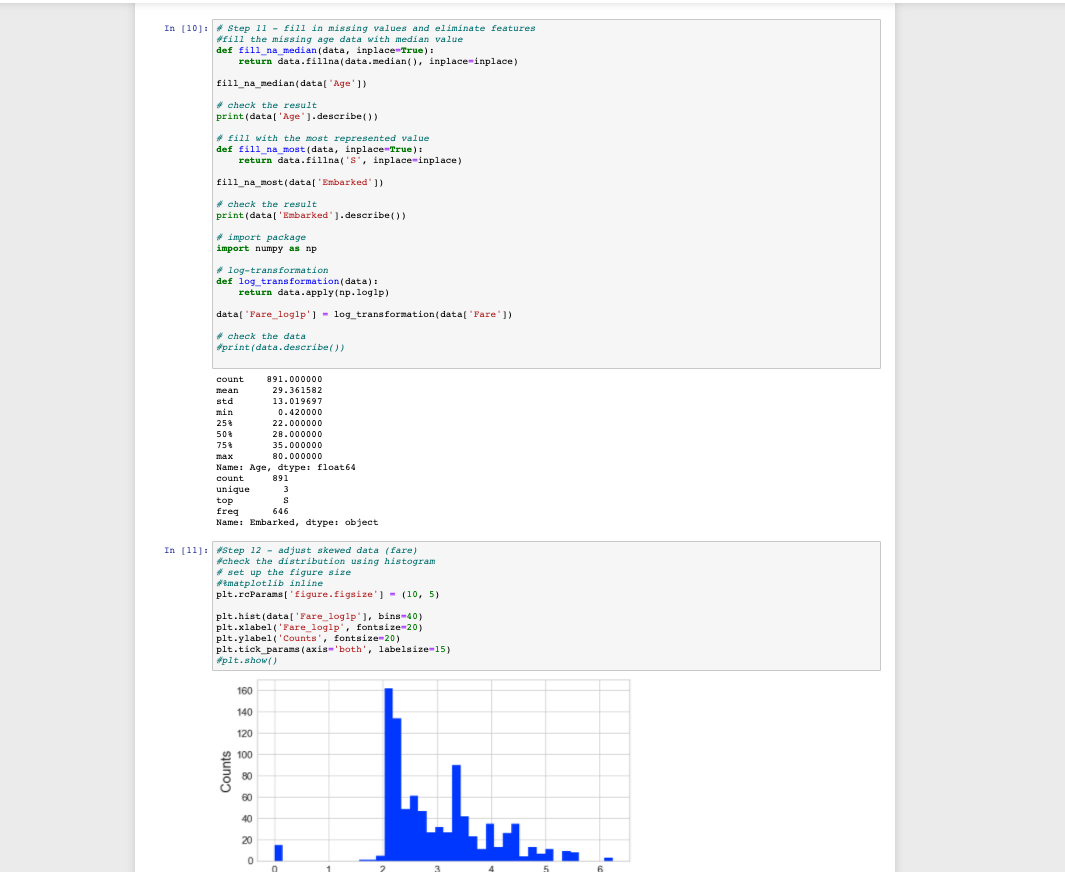 In [10]: # Step 11 - fill in missing values and eliminate features
#fill the missing age data with median value
def fill_na_median(data, inplace=True):
    return data.fillna(data.median(), inplace=inplace)

fill_na_median(data['Age'])

# check the result
print(data['Age'].describe())

# fill with the most represented value
def fill_na_most(data, inplace=True):
    return data.fillna('S', inplace=inplace)

fill_na_most(data['Embarked'])

# check the result
print(data['Embarked'].describe())

# import package
import numpy as np

# log-transformation
def log_transformation(data):
    return data.apply(np.log1p)

data['Fare_log1p'] = log_transformation(data['Fare'])

# check the data
#print(data.describe())

count    891.000000
mean      29.361582
std       13.019697
min        0.420000
25%       22.000000
50%       28.000000
75%       35.000000
max       80.000000
Name: Age, dtype: float64
count     891
unique      3
top         S
freq      646
Name: Embarked, dtype: object

In [11]: #Step 12 - adjust skewed data (fare)
#check the distribution using histogram
# set up the figure size
#%matplotlib inline
plt.rcParams['figure.figsize'] = (10, 5)

plt.hist(data['Fare_log1p'], bins=40)
plt.xlabel('Fare_log1p', fontsize=20)
plt.ylabel('Counts', fontsize=20)
plt.tick_params(axis='both', labelsize=15)
#plt.show()

160
140
120
100
80
60
40
20
0
Counts
0 1 2 3 4 5 6